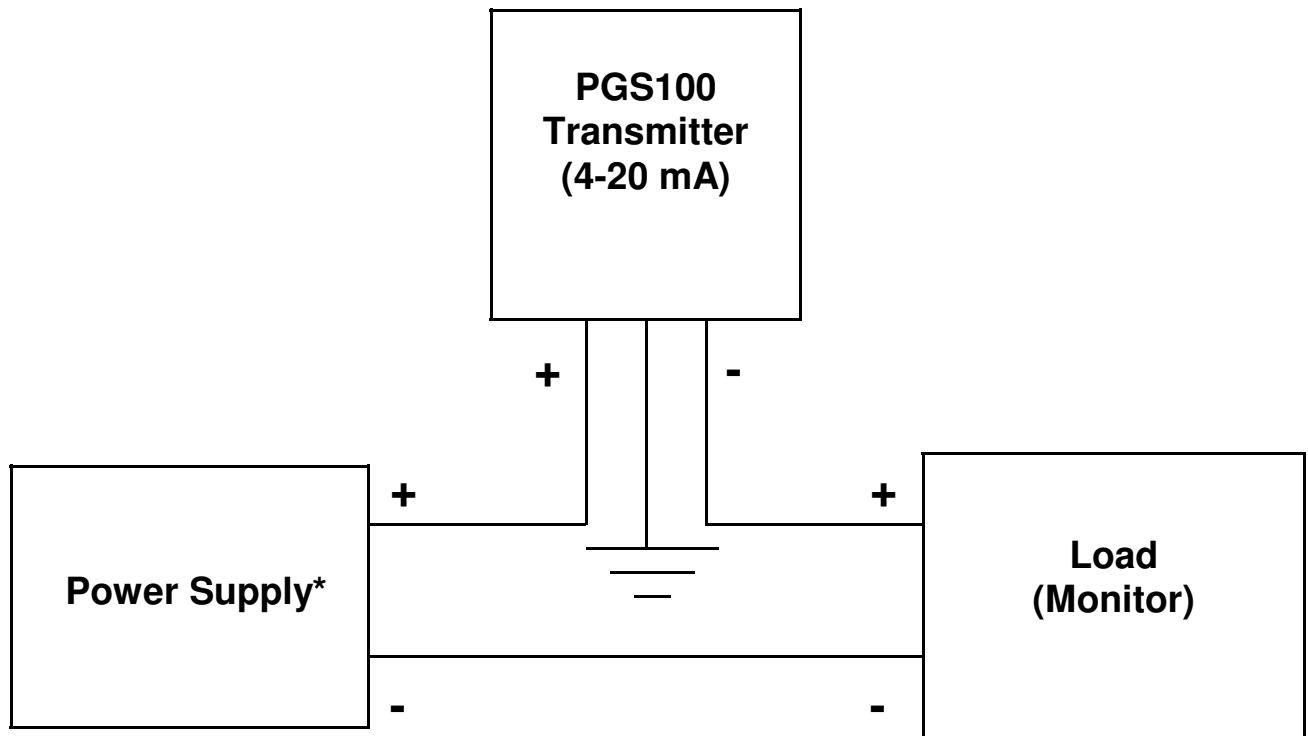 PGS100
Transmitter
(4-20 mA)
+
-
+
+
Power Supply*
Load
(Monitor)
-
-